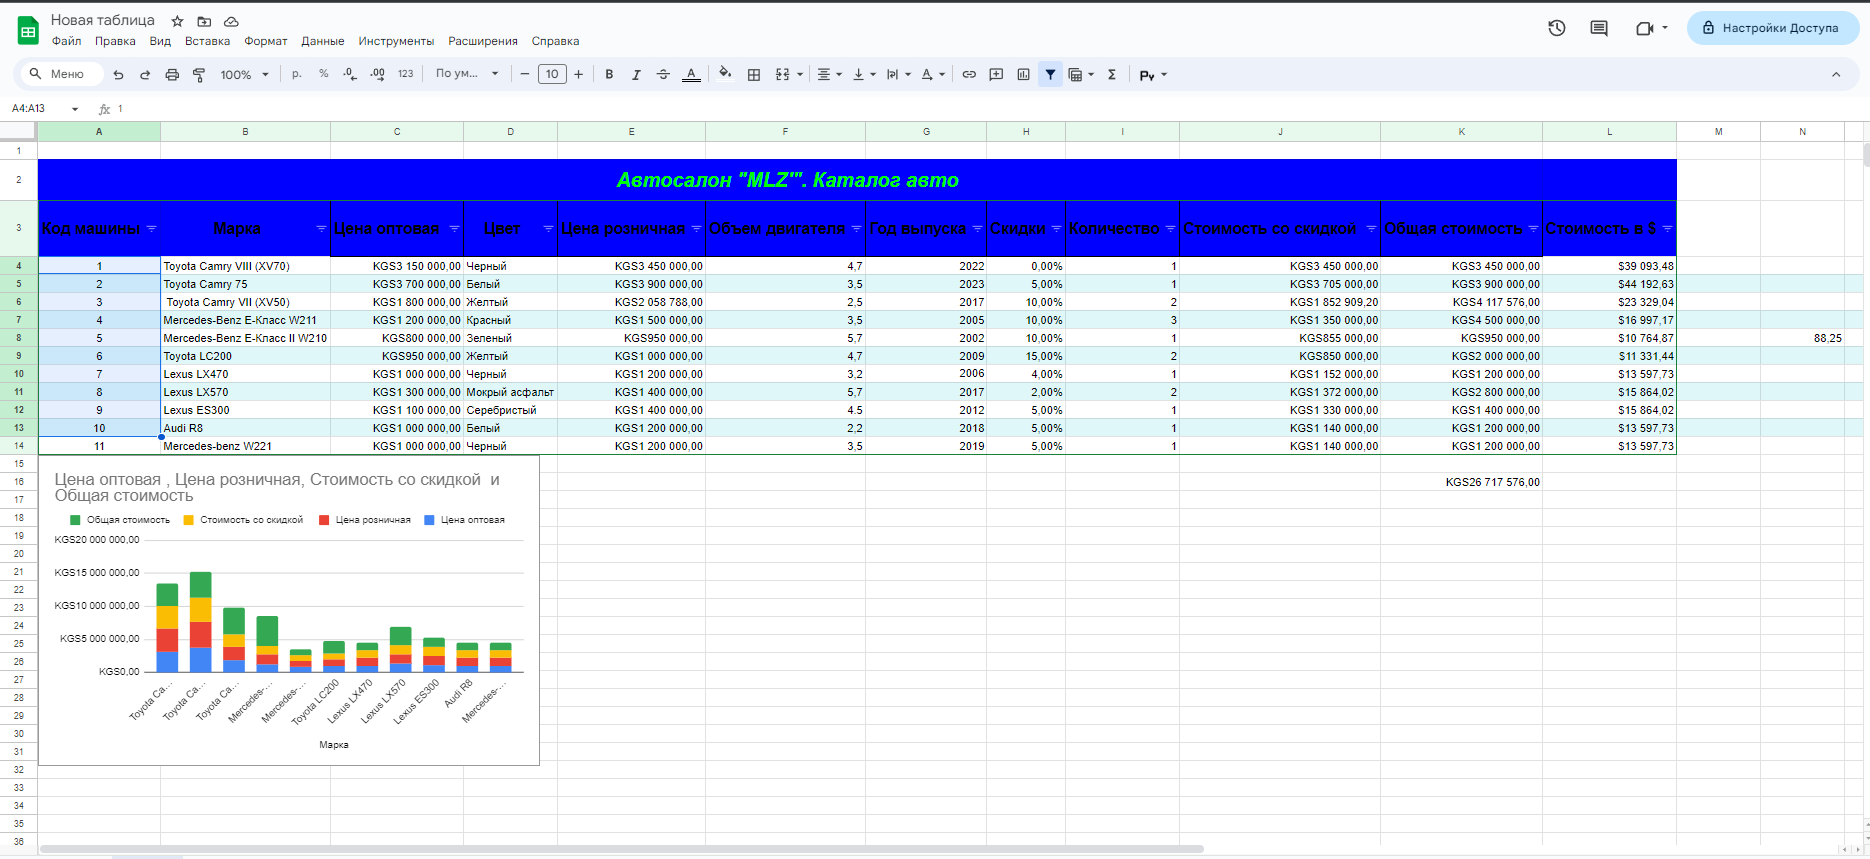 Новая таблица
Файл Правка Вид Вставка Формат Данные Инструменты Расширения Справка
Настройки Доступа
Меню 100% р. % .0 .00 123 По ум... 10 B I A Σ Pу
A4:A13 fx 1
A B C D E F G H I J K L M N
1
2 Автосалон "MLZ'". Каталог авто
3 Код машины Марка Цена оптовая Цвет Цена розничная Объем двигателя Год выпуска Скидки Количество Стоимость со скидкой Общая стоимость Стоимость в $
4 1 Toyota Camry VIII (XV70) KGS3 150 000,00 Черный KGS3 450 000,00 4,7 2022 0,00% 1 KGS3 450 000,00 KGS3 450 000,00 $39 093,48
5 2 Toyota Camry 75 KGS3 700 000,00 Белый KGS3 900 000,00 3,5 2023 5,00% 1 KGS3 705 000,00 KGS3 900 000,00 $44 192,63
6 3 Toyota Camry VII (XV50) KGS1 800 000,00 Желтый KGS2 058 788,00 2,5 2017 10,00% 2 KGS1 852 909,20 KGS4 117 576,00 $23 329,04
7 4 Mercedes-Benz E-Класс W211 KGS1 200 000,00 Красный KGS1 500 000,00 3,5 2005 10,00% 3 KGS1 350 000,00 KGS4 500 000,00 $16 997,17
8 5 Mercedes-Benz E-Класс II W210 KGS800 000,00 Зеленый KGS950 000,00 5,7 2002 10,00% 1 KGS855 000,00 KGS950 000,00 $10 764,87 88,25
9 6 Toyota LC200 KGS950 000,00 Желтый KGS1 000 000,00 4,7 2009 15,00% 2 KGS850 000,00 KGS2 000 000,00 $11 331,44
10 7 Lexus LX470 KGS1 000 000,00 Черный KGS1 200 000,00 3,2 2006 4,00% 1 KGS1 152 000,00 KGS1 200 000,00 $13 597,73
11 8 Lexus LX570 KGS1 300 000,00 Мокрый асфальт KGS1 400 000,00 5,7 2017 2,00% 2 KGS1 372 000,00 KGS2 800 000,00 $15 864,02
12 9 Lexus ES300 KGS1 100 000,00 Серебристый KGS1 400 000,00 4.5 2012 5,00% 1 KGS1 330 000,00 KGS1 400 000,00 $15 864,02
13 10 Audi R8 KGS1 000 000,00 Белый KGS1 200 000,00 2,2 2018 5,00% 1 KGS1 140 000,00 KGS1 200 000,00 $13 597,73
14 11 Mercedes-benz W221 KGS1 000 000,00 Черный KGS1 200 000,00 3,5 2019 5,00% 1 KGS1 140 000,00 KGS1 200 000,00 $13 597,73
15
16 KGS26 717 576,00
17
18
19
20
21
22
23
24
25
26
27
28
29
30
31
32
33
34
35
36
Цена оптовая , Цена розничная, Стоимость со скидкой и
Общая стоимость
Общая стоимость Стоимость со скидкой Цена розничная Цена оптовая
KGS20 000 000,00
KGS15 000 000,00
KGS10 000 000,00
KGS5 000 000,00
KGS0,00
Toyota Ca... Toyota Ca... Toyota Ca... Mercedes-... Mercedes-... Toyota LC200 Lexus LX470 Lexus LX570 Lexus ES300 Audi R8 Mercedes-...
Марка